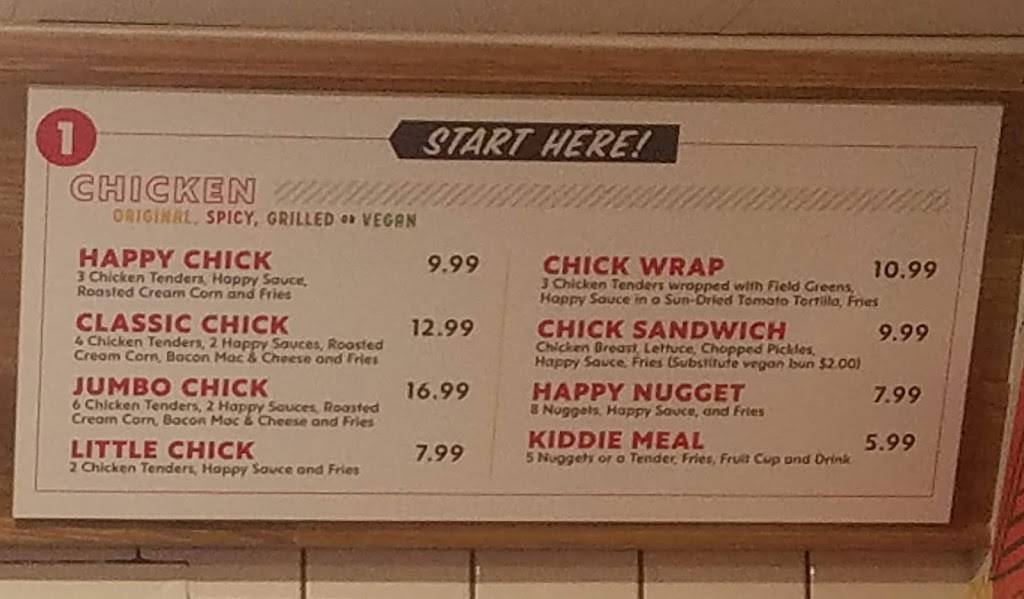 1
START HERE!
CHICKEN
ORIGINAL, SPICY, GRILLED OR VEGAN
HAPPY CHICK 9.99
3 Chicken Tenders, Happy Sauce,
Roasted Cream Corn and Fries
CLASSIC CHICK 12.99
4 Chicken Tenders, 2 Happy Sauces, Roasted
Cream Corn, Bacon Mac & Cheese and Fries
JUMBO CHICK 16.99
6 Chicken Tenders, 2 Happy Sauces, Roasted
Cream Corn, Bacon Mac & Cheese and Fries
LITTLE CHICK 7.99
2 Chicken Tenders, Happy Sauce and Fries
CHICK WRAP 10.99
3 Chicken Tenders wrapped with Field Greens,
Happy Sauce in a Sun-Dried Tomato Tortilla, Fries
CHICK SANDWICH 9.99
Chicken Breast, Lettuce, Chopped Pickles,
Happy Sauce, Fries (Substitute vegan bun $2.00)
HAPPY NUGGET 7.99
8 Nuggets, Happy Sauce, and Fries
KIDDIE MEAL 5.99
5 Nuggets or a Tender, Fries, Fruit Cup and Drink